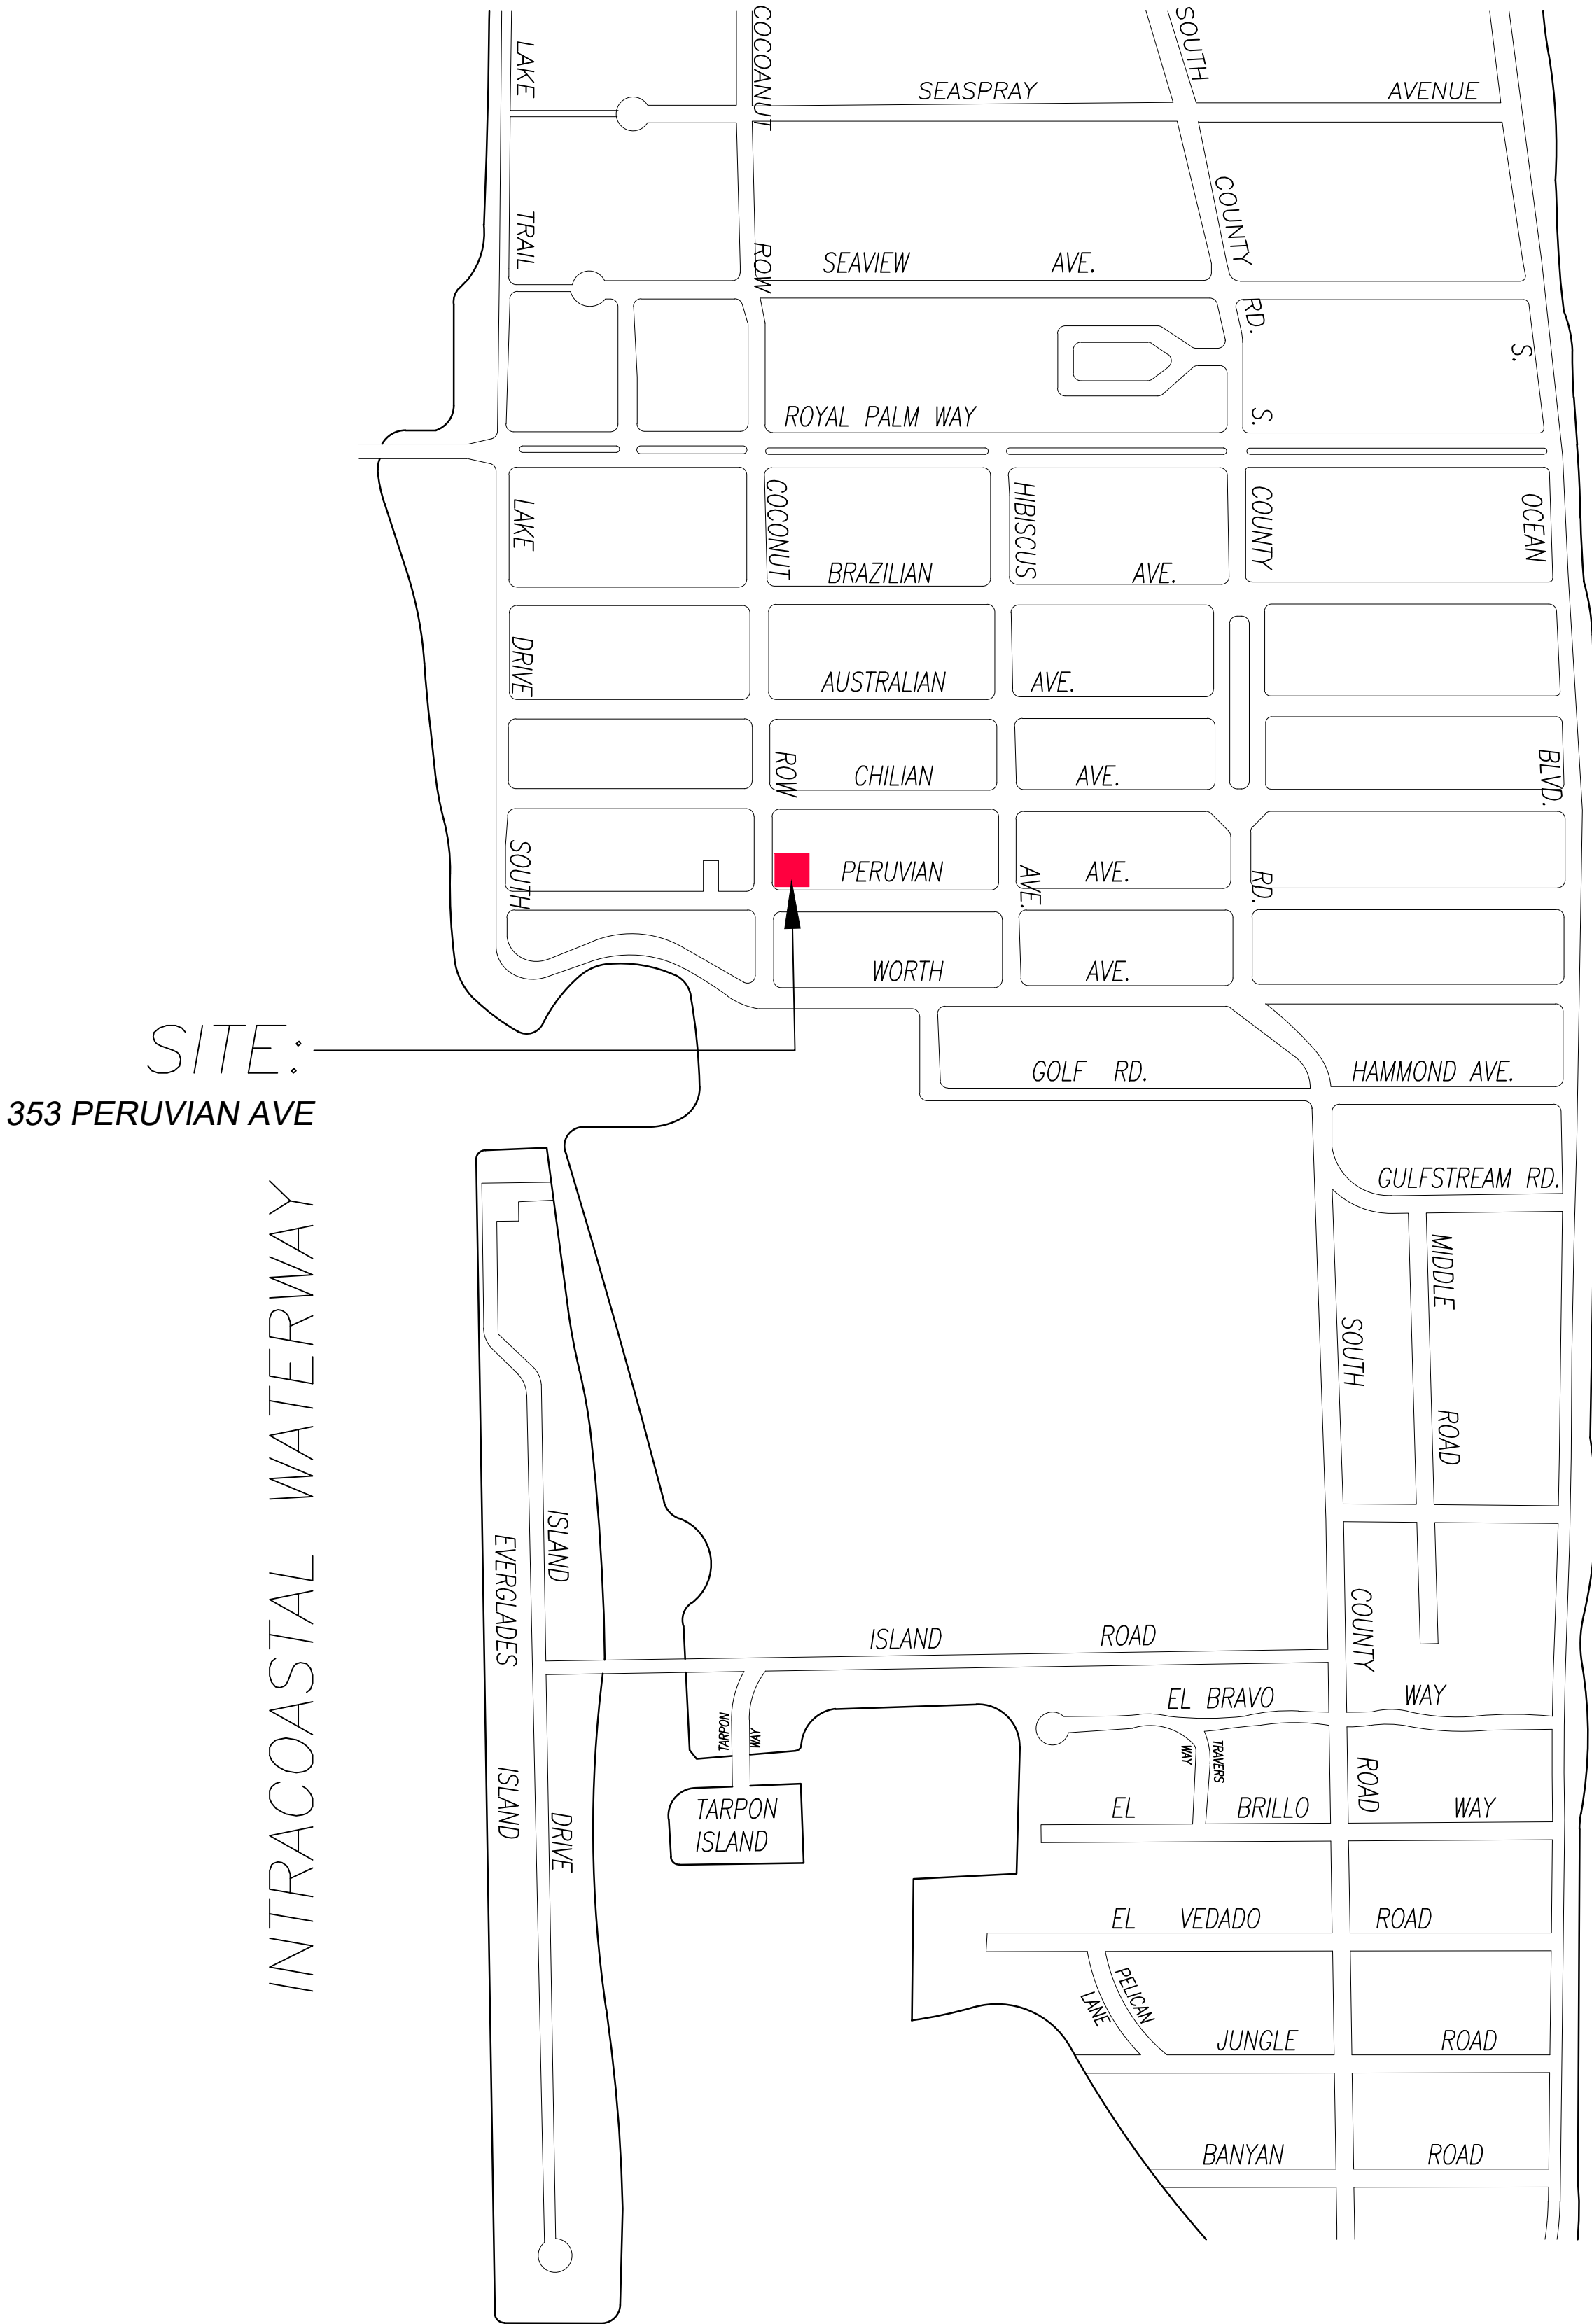 LAKE
COCOANUT
SOUTH
SEASPRAY AVENUE
TRAIL
ROW
COUNTY
SEAVIEW AVE.
RD.
S.
ROYAL PALM WAY
S.
LAKE
COCONUT
HIBISCUS
COUNTY
OCEAN
BRAZILIAN AVE.
DRIVE
AUSTRALIAN AVE.
ROW
CHILIAN AVE.
BLVD.
SOUTH
PERUVIAN AVE.
AVE.
RD.
WORTH AVE.
SITE:
353 PERUVIAN AVE
GOLF RD.
HAMMOND AVE.
GULFSTREAM RD.
INTRACOASTAL WATERWAY
MIDDLE
SOUTH
ROAD
ISLAND
EVERGLADES
COUNTY
ISLAND ROAD
EL BRAVO WAY
TARPON
WAY
WAY
TRAVERS
ISLAND
DRIVE
ROAD
TARPON
ISLAND
EL BRILLO WAY
EL VEDADO ROAD
PELICAN
LANE
JUNGLE ROAD
BANYAN ROAD